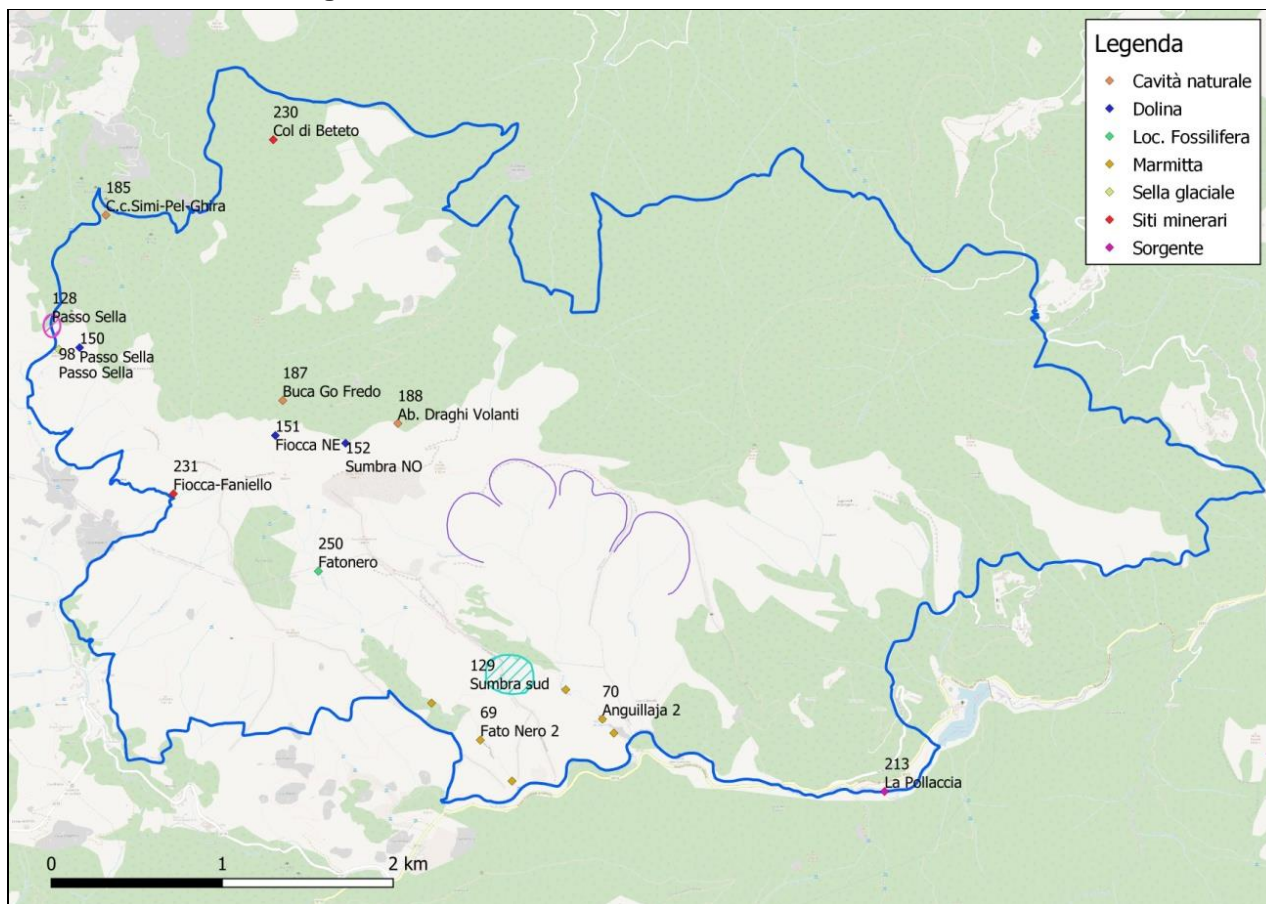 Legenda
Cavità naturale
Dolina
Loc. Fossilifera
Marmitta
Sella glaciale
Siti minerari
Sorgente
230
Col di Beteto
185
C.c.Simi-Pel-Ghira
128
Passo Sella
150
98 Passo Sella
Passo Sella
187
Buca Go Fredo
188
Ab. Draghi Volanti
151
Fiocca NE
152
Sumbra NO
231
Fiocca-Faniello
250
Fatonero
129
Sumbra sud
70
Anguillaja 2
69
Fato Nero 2
213
La Pollaccia
0 1 2 km